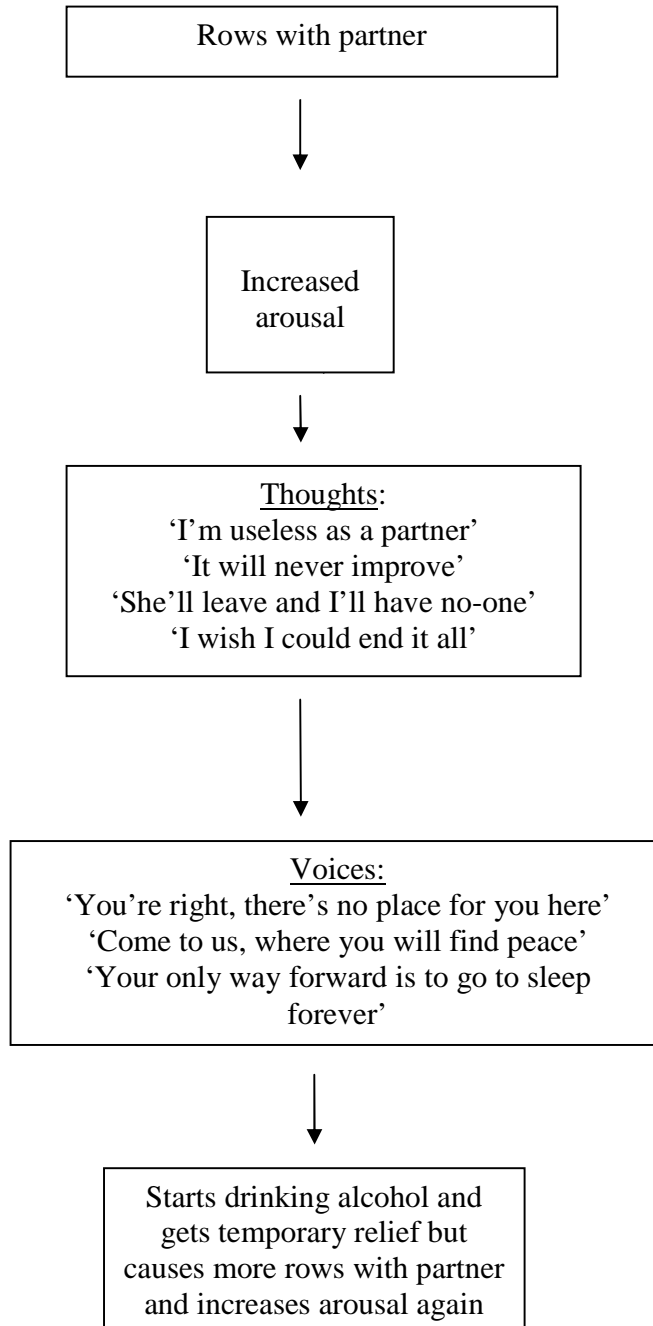 Rows with partner
Increased
arousal
Thoughts:
‘I’m useless as a partner’
‘It will never improve’
‘She’ll leave and I’ll have no-one’
‘I wish I could end it all’
Voices:
‘You’re right, there’s no place for you here’
‘Come to us, where you will find peace’
‘Your only way forward is to go to sleep
forever’
Starts drinking alcohol and
gets temporary relief but
causes more rows with partner
and increases arousal again